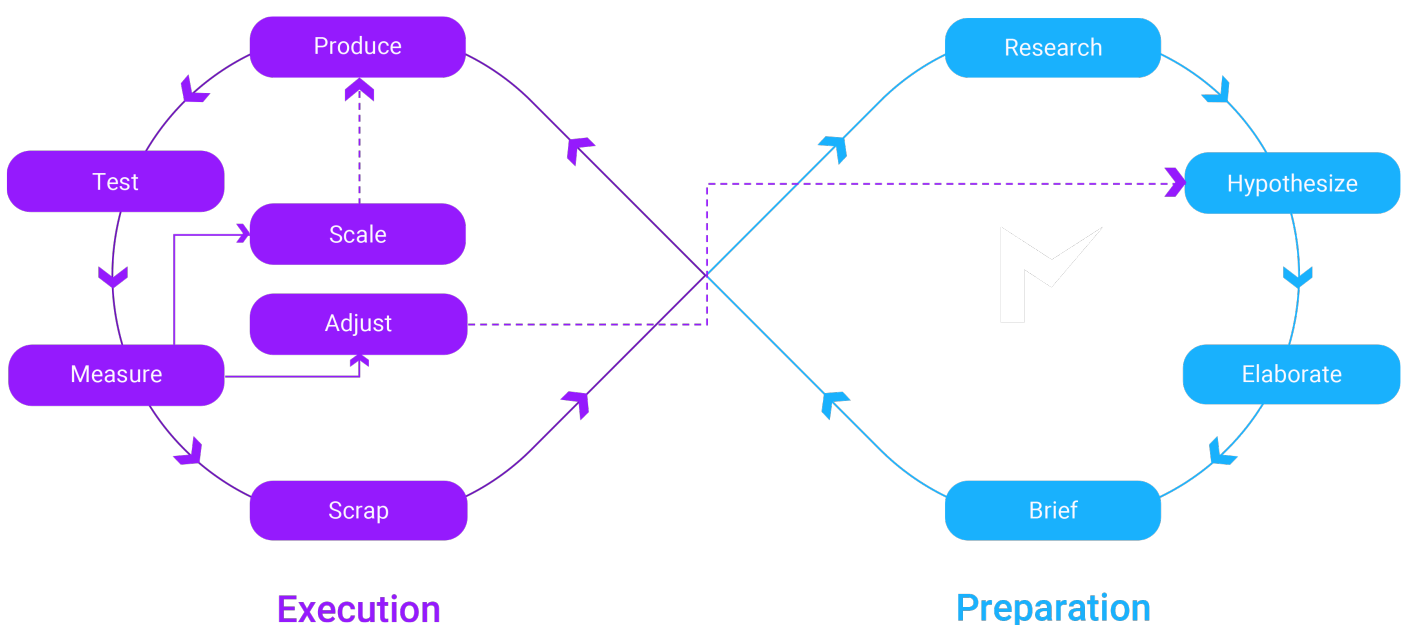 Produce
Research
Test
Hypothesize
Scale
Adjust
Measure
Elaborate
Scrap
Brief
Execution
Preparation